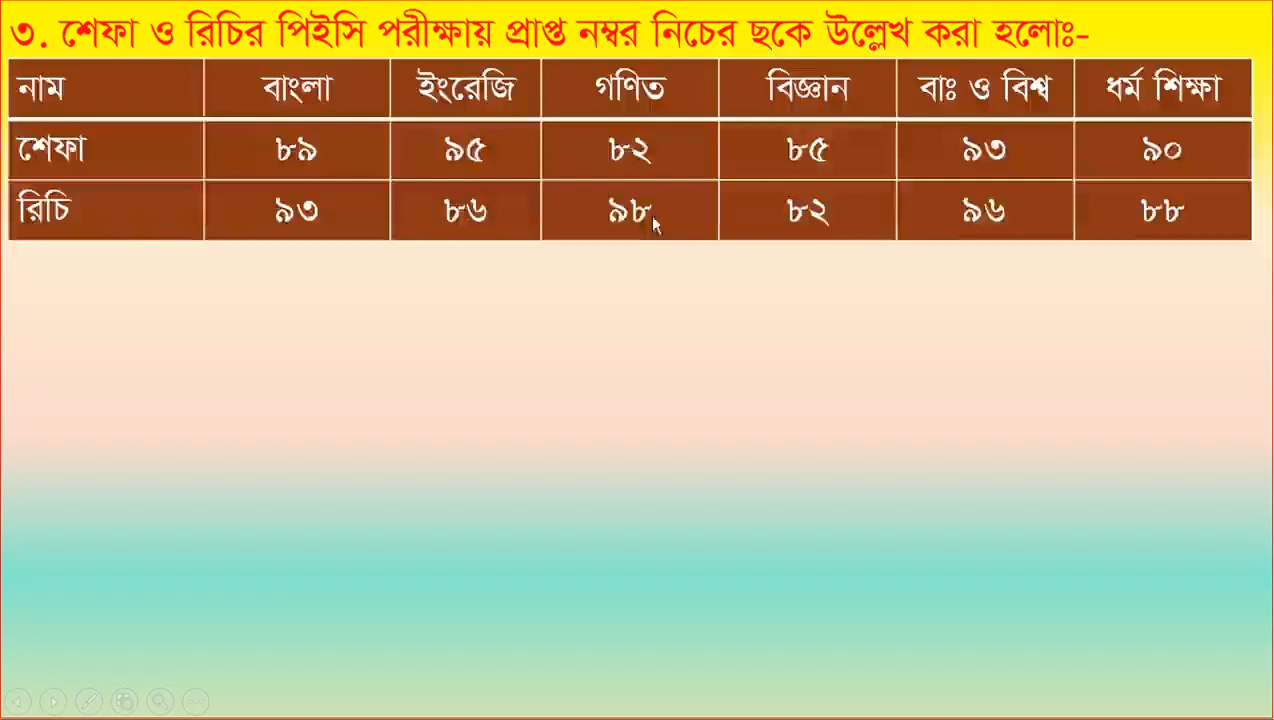 ৩. শেফা ও রিচির পিইসি পরীক্ষায় প্রাপ্ত নম্বর নিচের ছকে উল্লেখ করা হলোঃ-
নাম বাংলা ইংরেজি গণিত বিজ্ঞান বাঃ ও বিশ্ব ধর্ম শিক্ষা
শেফা ৮৯ ৯৫ ৮২ ৮৫ ৯৩ ৯০
রিচি ৯৩ ৮৬ ৯৮ ৮২ ৯৬ ৮৮